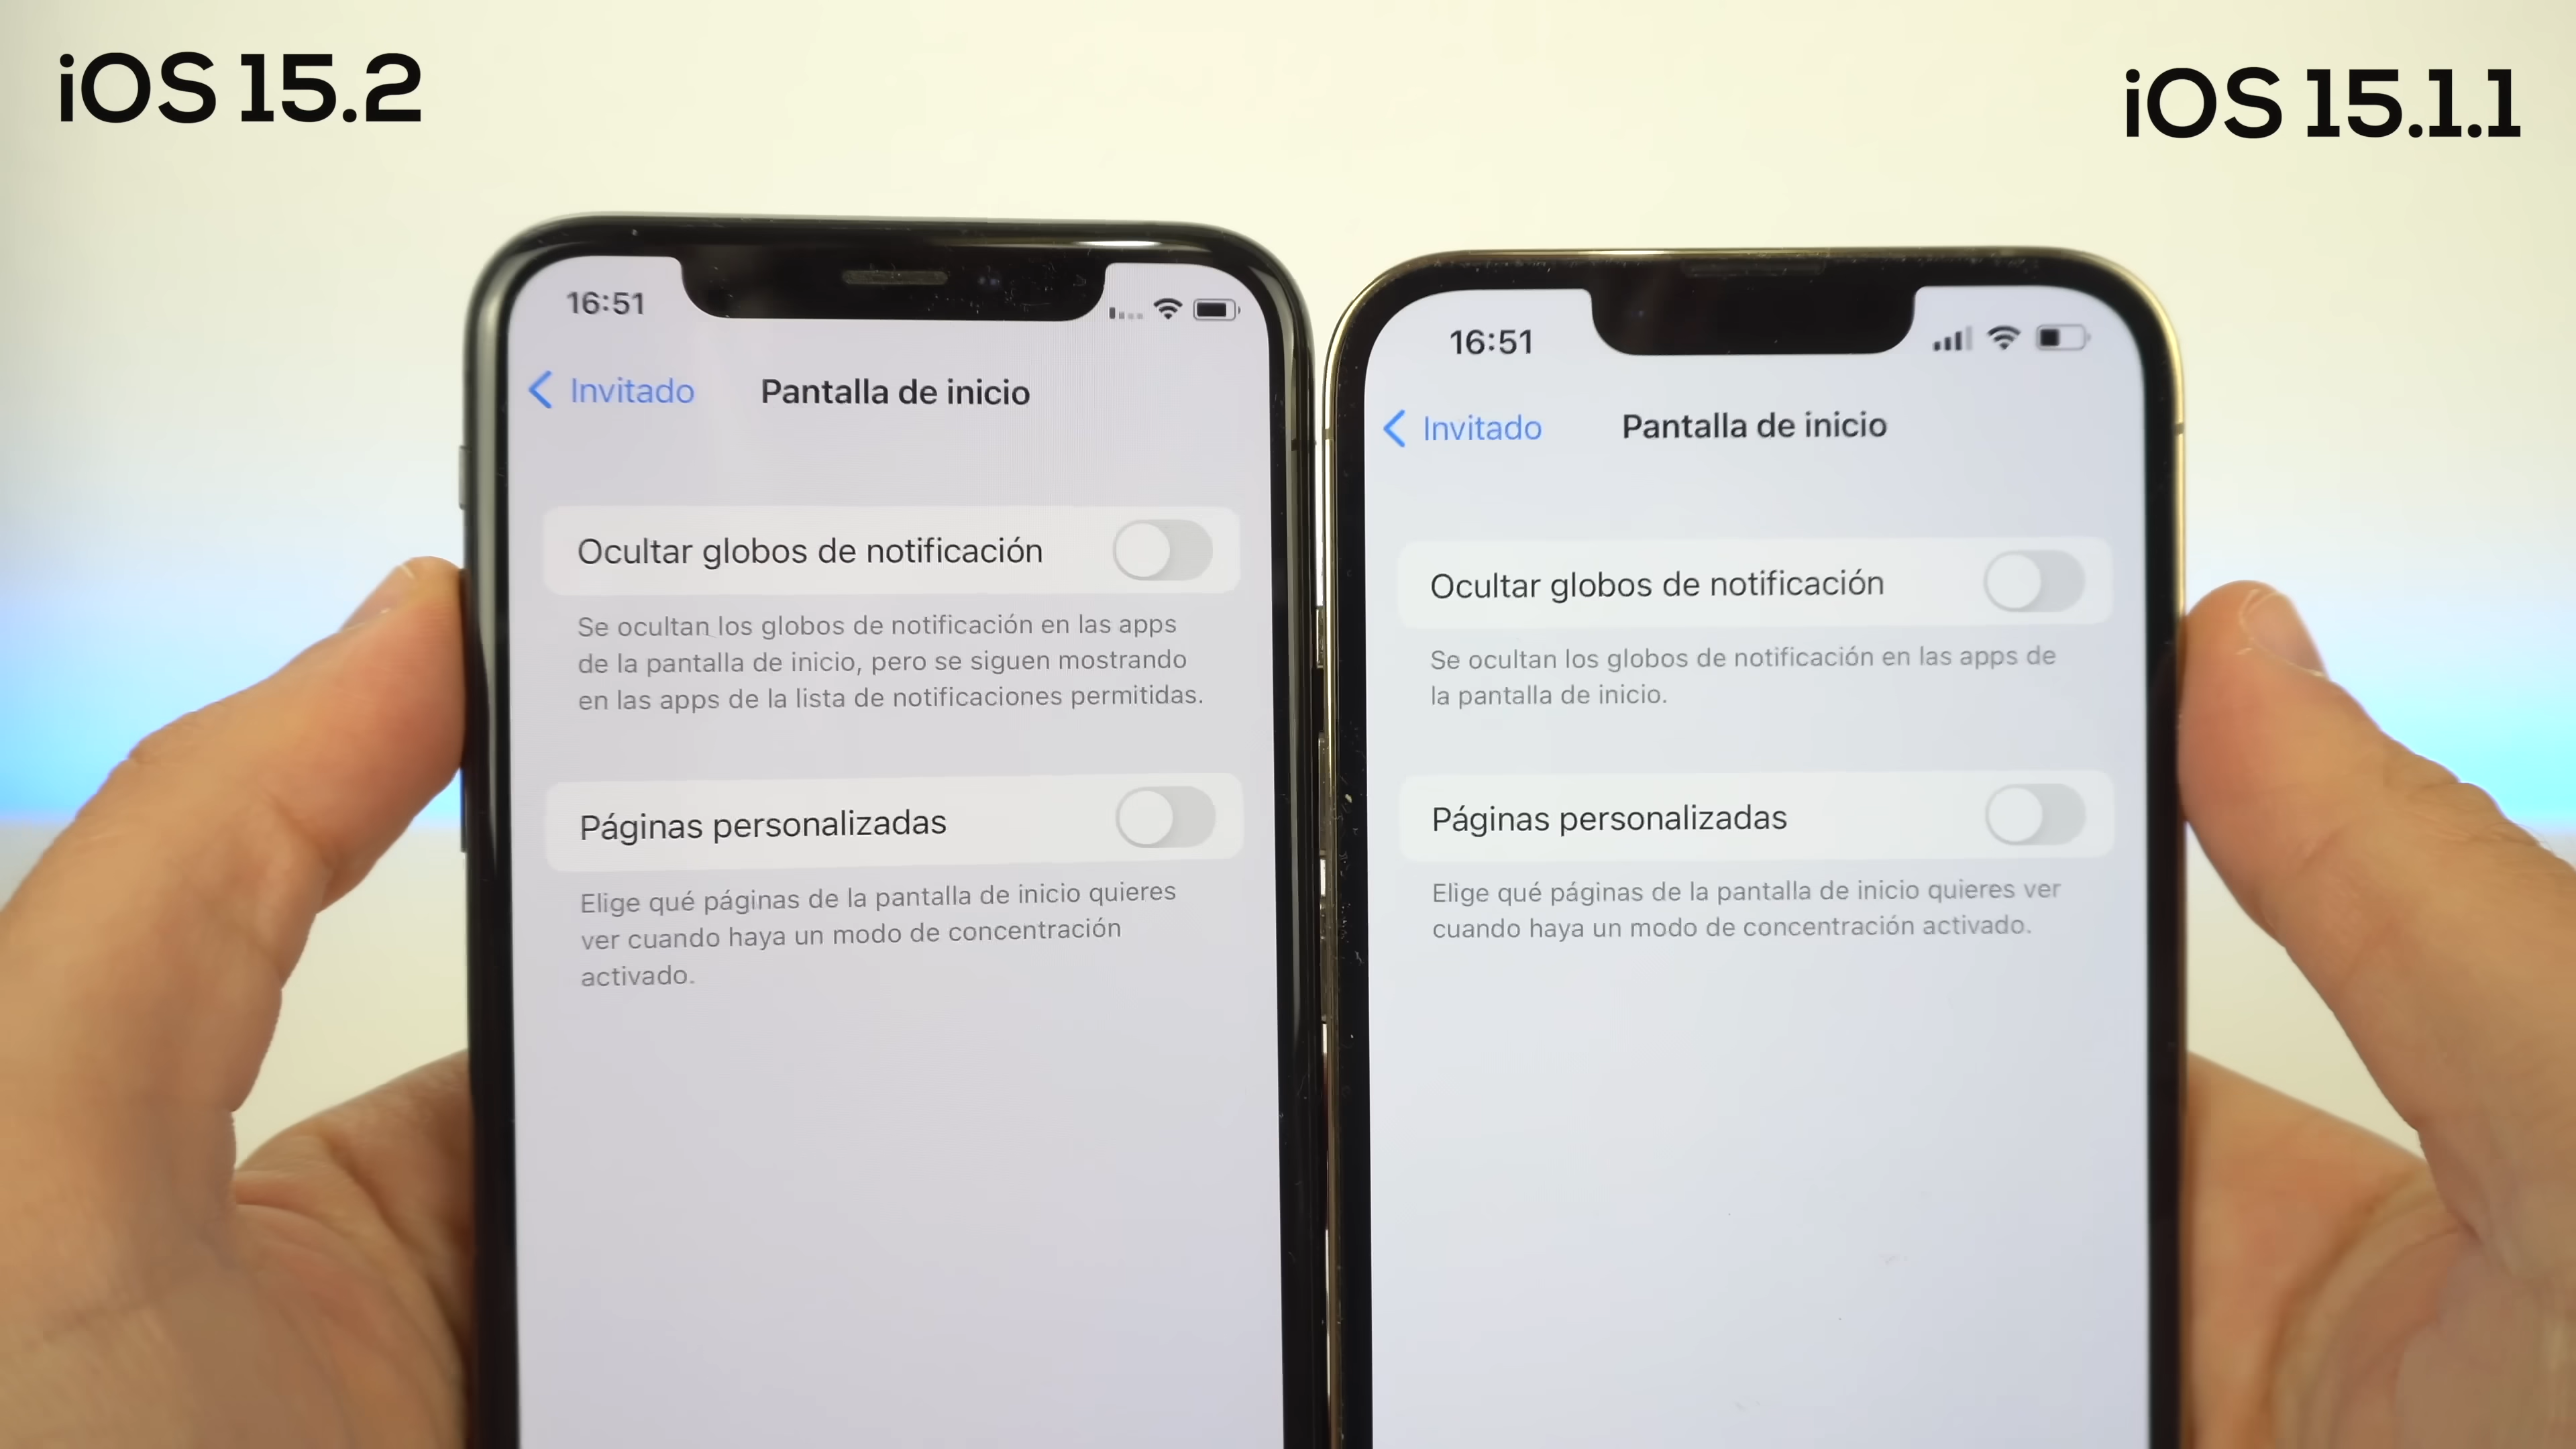 iOS 15.2
iOS 15.1.1
16:51
Invitado
Pantalla de inicio
Ocultar globos de notificación
Se ocultan los globos de notificación en las apps
de la pantalla de inicio, pero se siguen mostrando
en las apps de la lista de notificaciones permitidas.
Páginas personalizadas
Elige qué páginas de la pantalla de inicio quieres
ver cuando haya un modo de concentración
activado.
16:51
Invitado
Pantalla de inicio
Ocultar globos de notificación
Se ocultan los globos de notificación en las apps de
la pantalla de inicio.
Páginas personalizadas
Elige qué páginas de la pantalla de inicio quieres ver
cuando haya un modo de concentración activado.